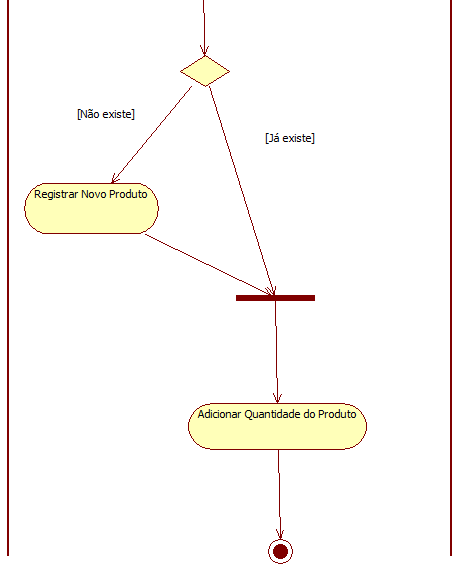 [Não existe]
[Já existe]
Registrar Novo Produto
Adicionar Quantidade do Produto